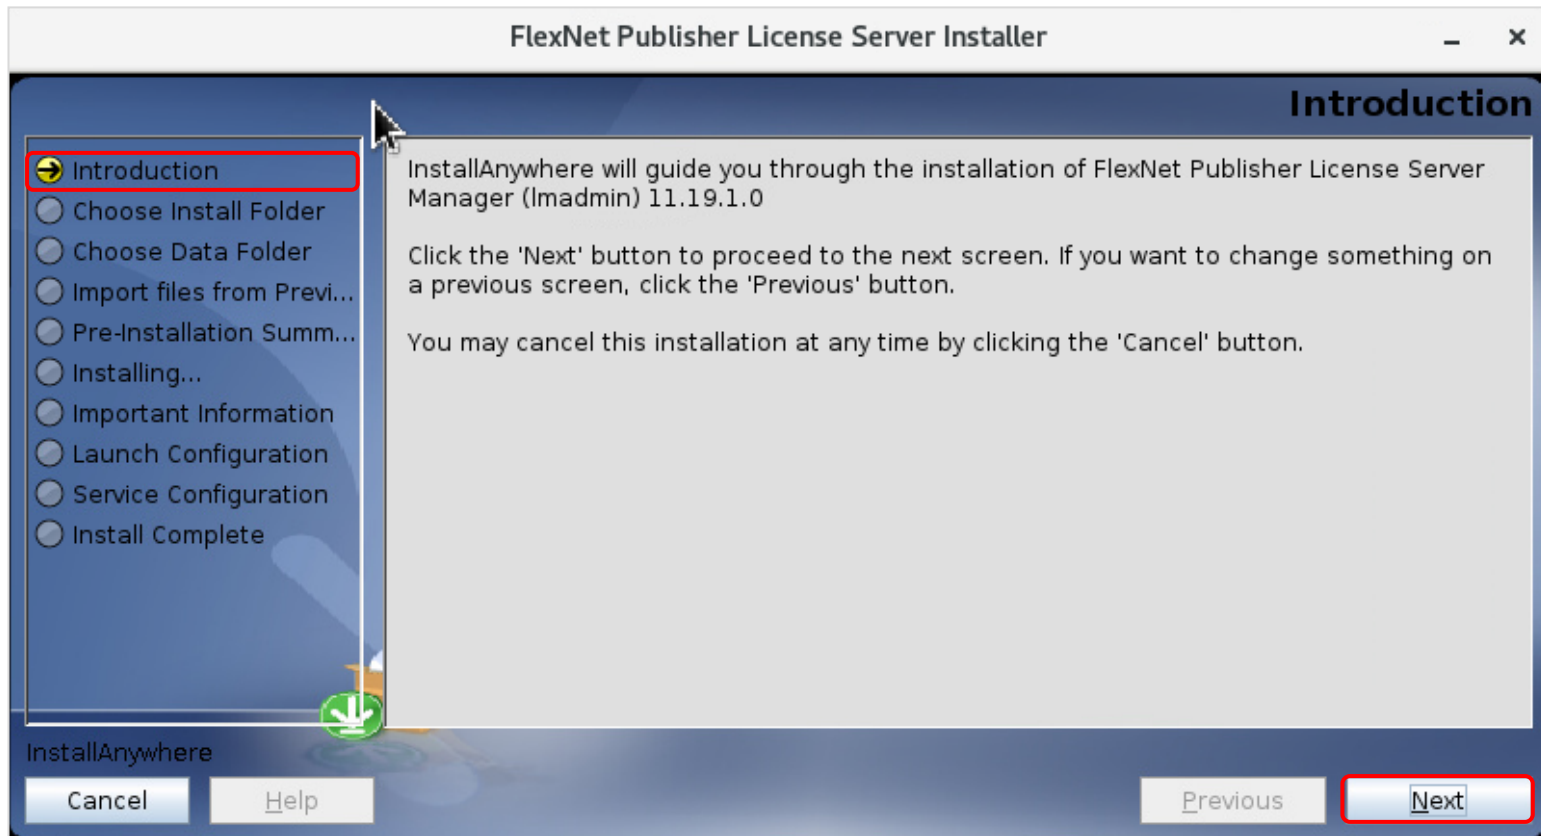 FlexNet Publisher License Server Installer
Introduction
Introduction
Choose Install Folder
Choose Data Folder
Import files from Previ...
Pre-Installation Summ...
Installing...
Important Information
Launch Configuration
Service Configuration
Install Complete
InstallAnywhere will guide you through the installation of FlexNet Publisher License Server
Manager (lmadmin) 11.19.1.0
Click the 'Next' button to proceed to the next screen. If you want to change something on
a previous screen, click the 'Previous' button.
You may cancel this installation at any time by clicking the 'Cancel' button.
InstallAnywhere
Cancel
Help
Previous
Next